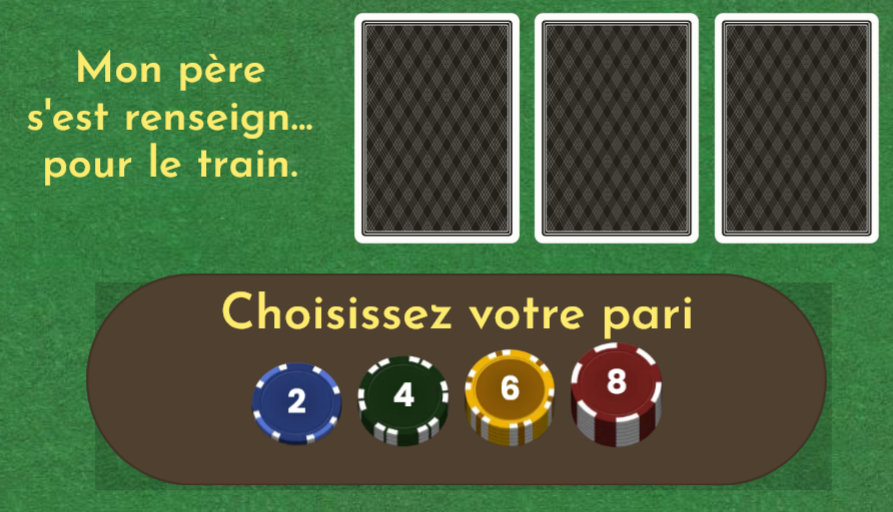 Mon père
s'est renseign...
pour le train.
Choisissez votre pari
2 4 6 8